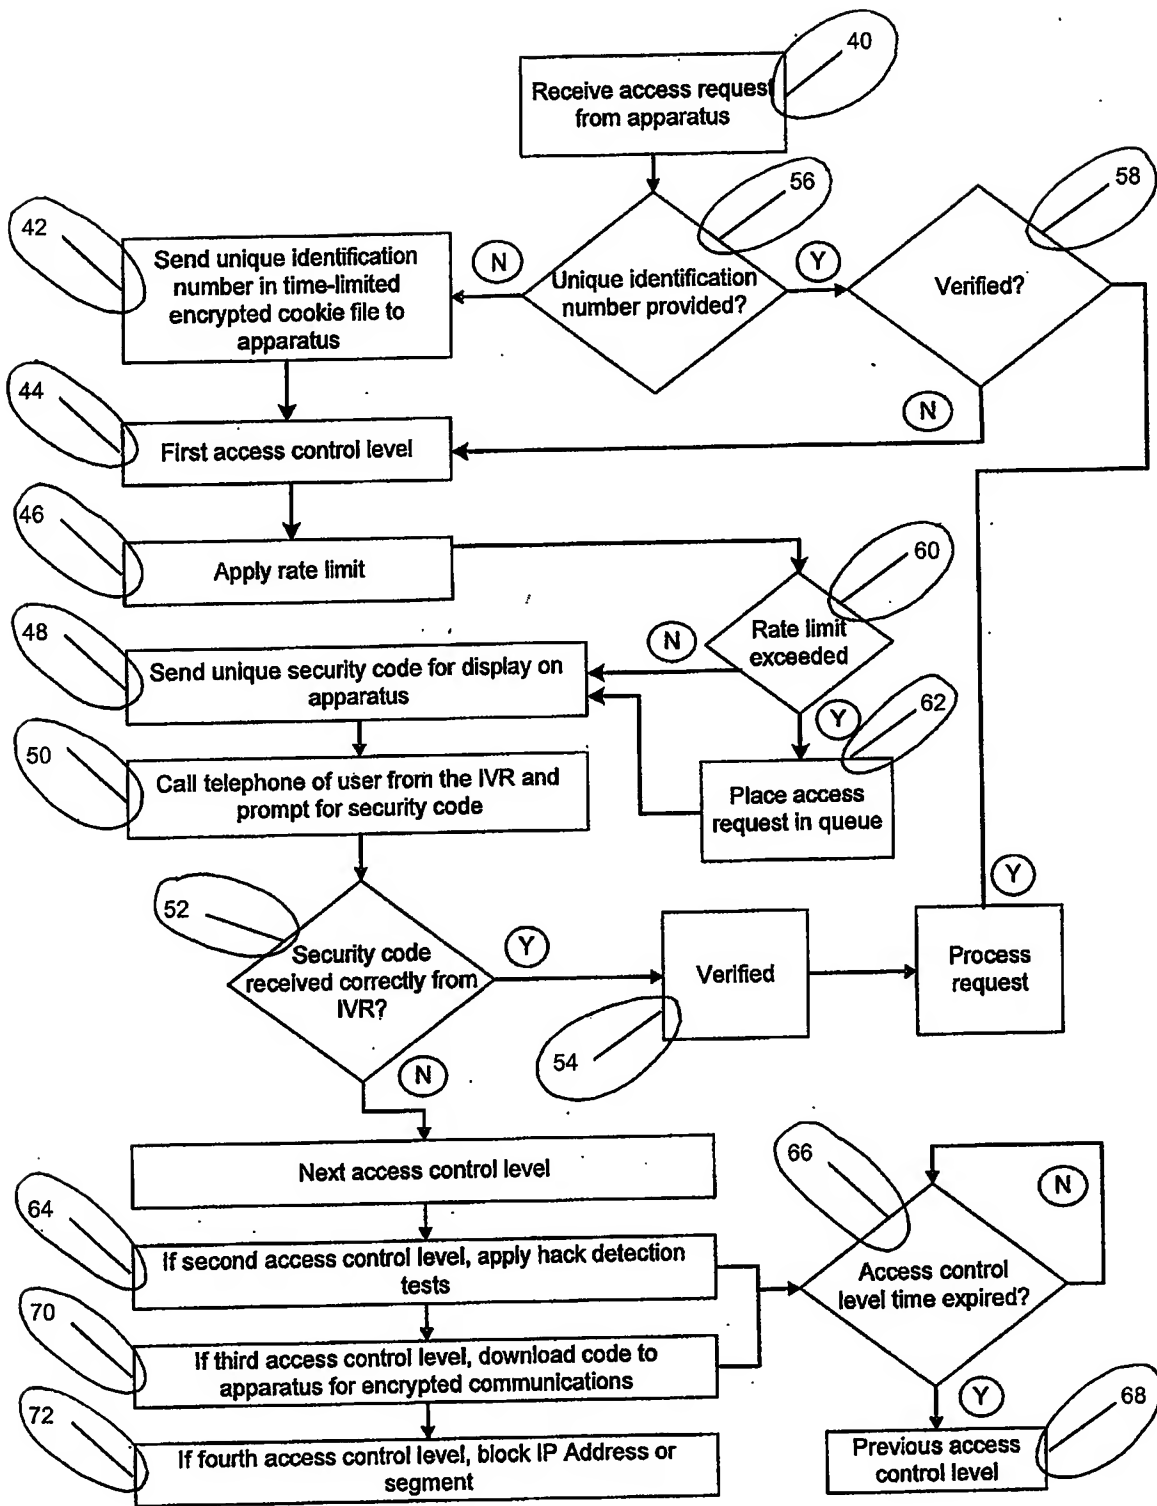 40
Receive access request
from apparatus
56
58
42
Send unique identification
number in time-limited
encrypted cookie file to
apparatus
N
Unique identification
number provided?
Y
Verified?
44
First access control level
N
46
Apply rate limit
60
Rate limit
exceeded
N
48
Send unique security code for display on
apparatus
Y
62
50
Call telephone of user from the IVR and
prompt for security code
Place access
request in queue
Y
52
Security code
received correctly from
IVR?
Y
Verified
Process
request
54
N
Next access control level
66
N
64
If second access control level, apply hack detection
tests
Access control
level time expired?
70
If third access control level, download code to
apparatus for encrypted communications
Y
68
72
If fourth access control level, block IP Address or
segment
Previous access
control level